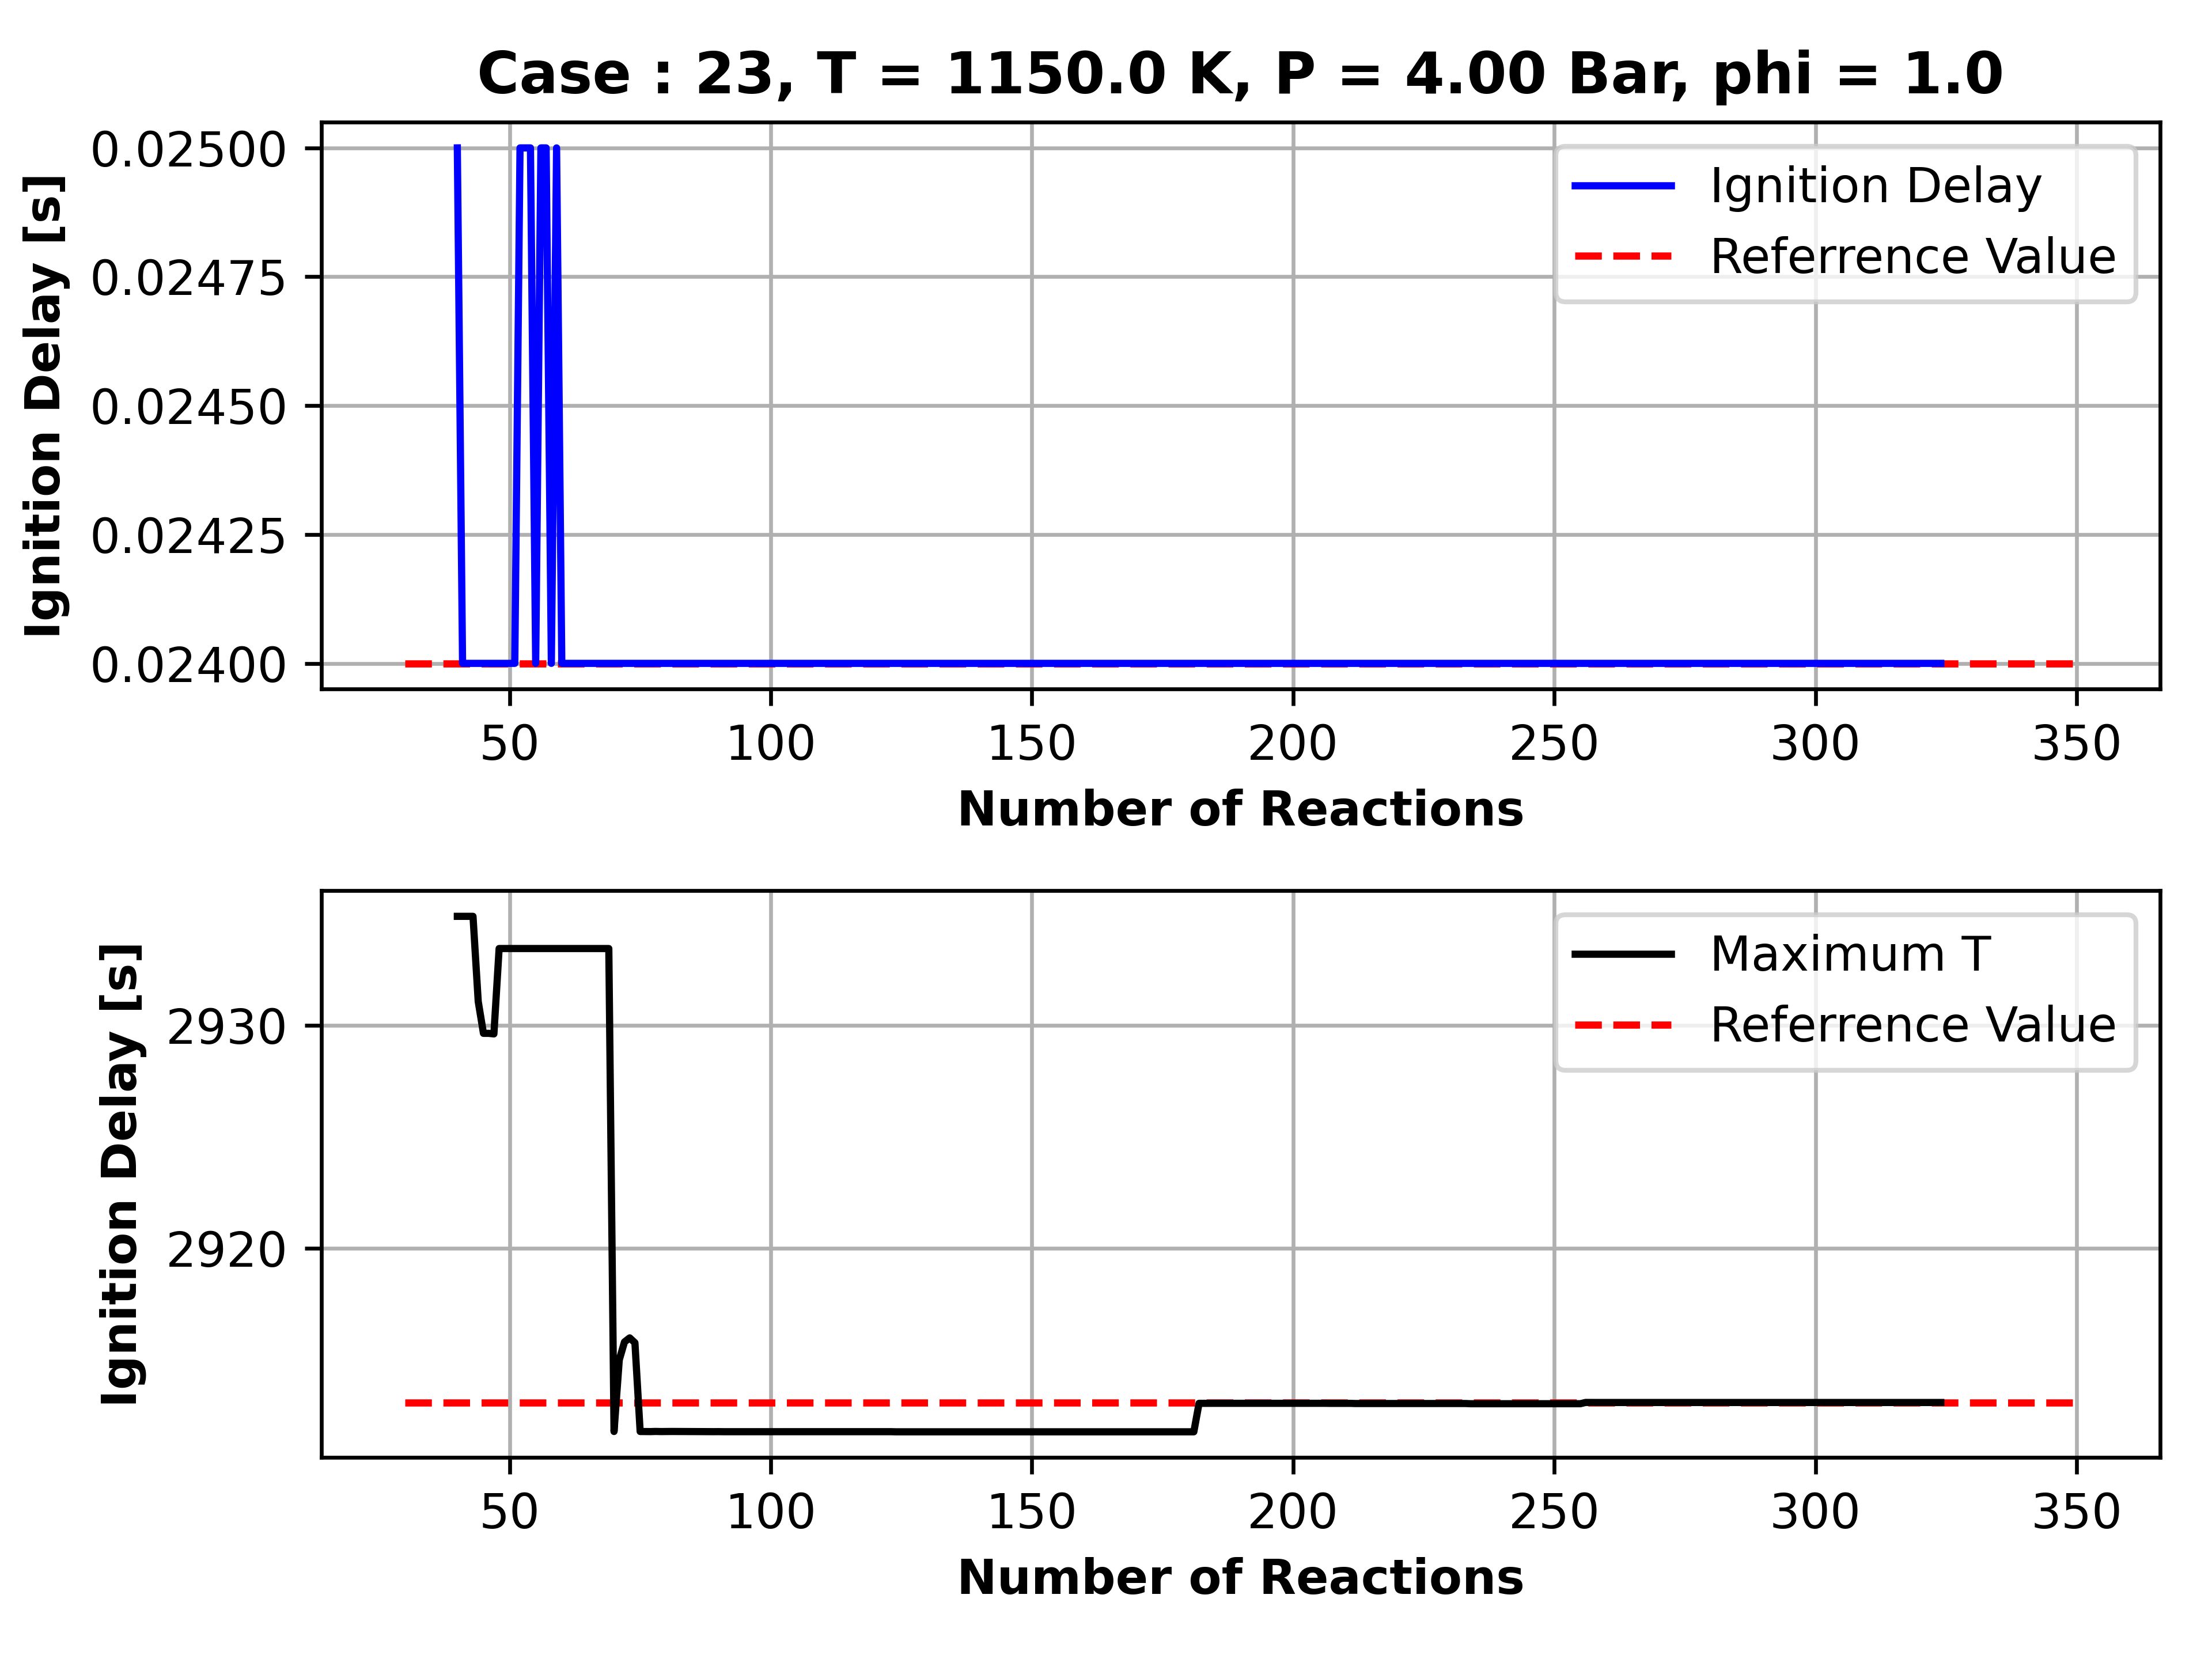 Case : 23, T = 1150.0 K, P = 4.00 Bar, phi = 1.0
Ignition Delay [s]
0.02500
0.02475
0.02450
0.02425
0.02400
Ignition Delay
Referrence Value
50 100 150 200 250 300 350
Number of Reactions
Ignition Delay [s]
2930
2920
Maximum T
Referrence Value
50 100 150 200 250 300 350
Number of Reactions